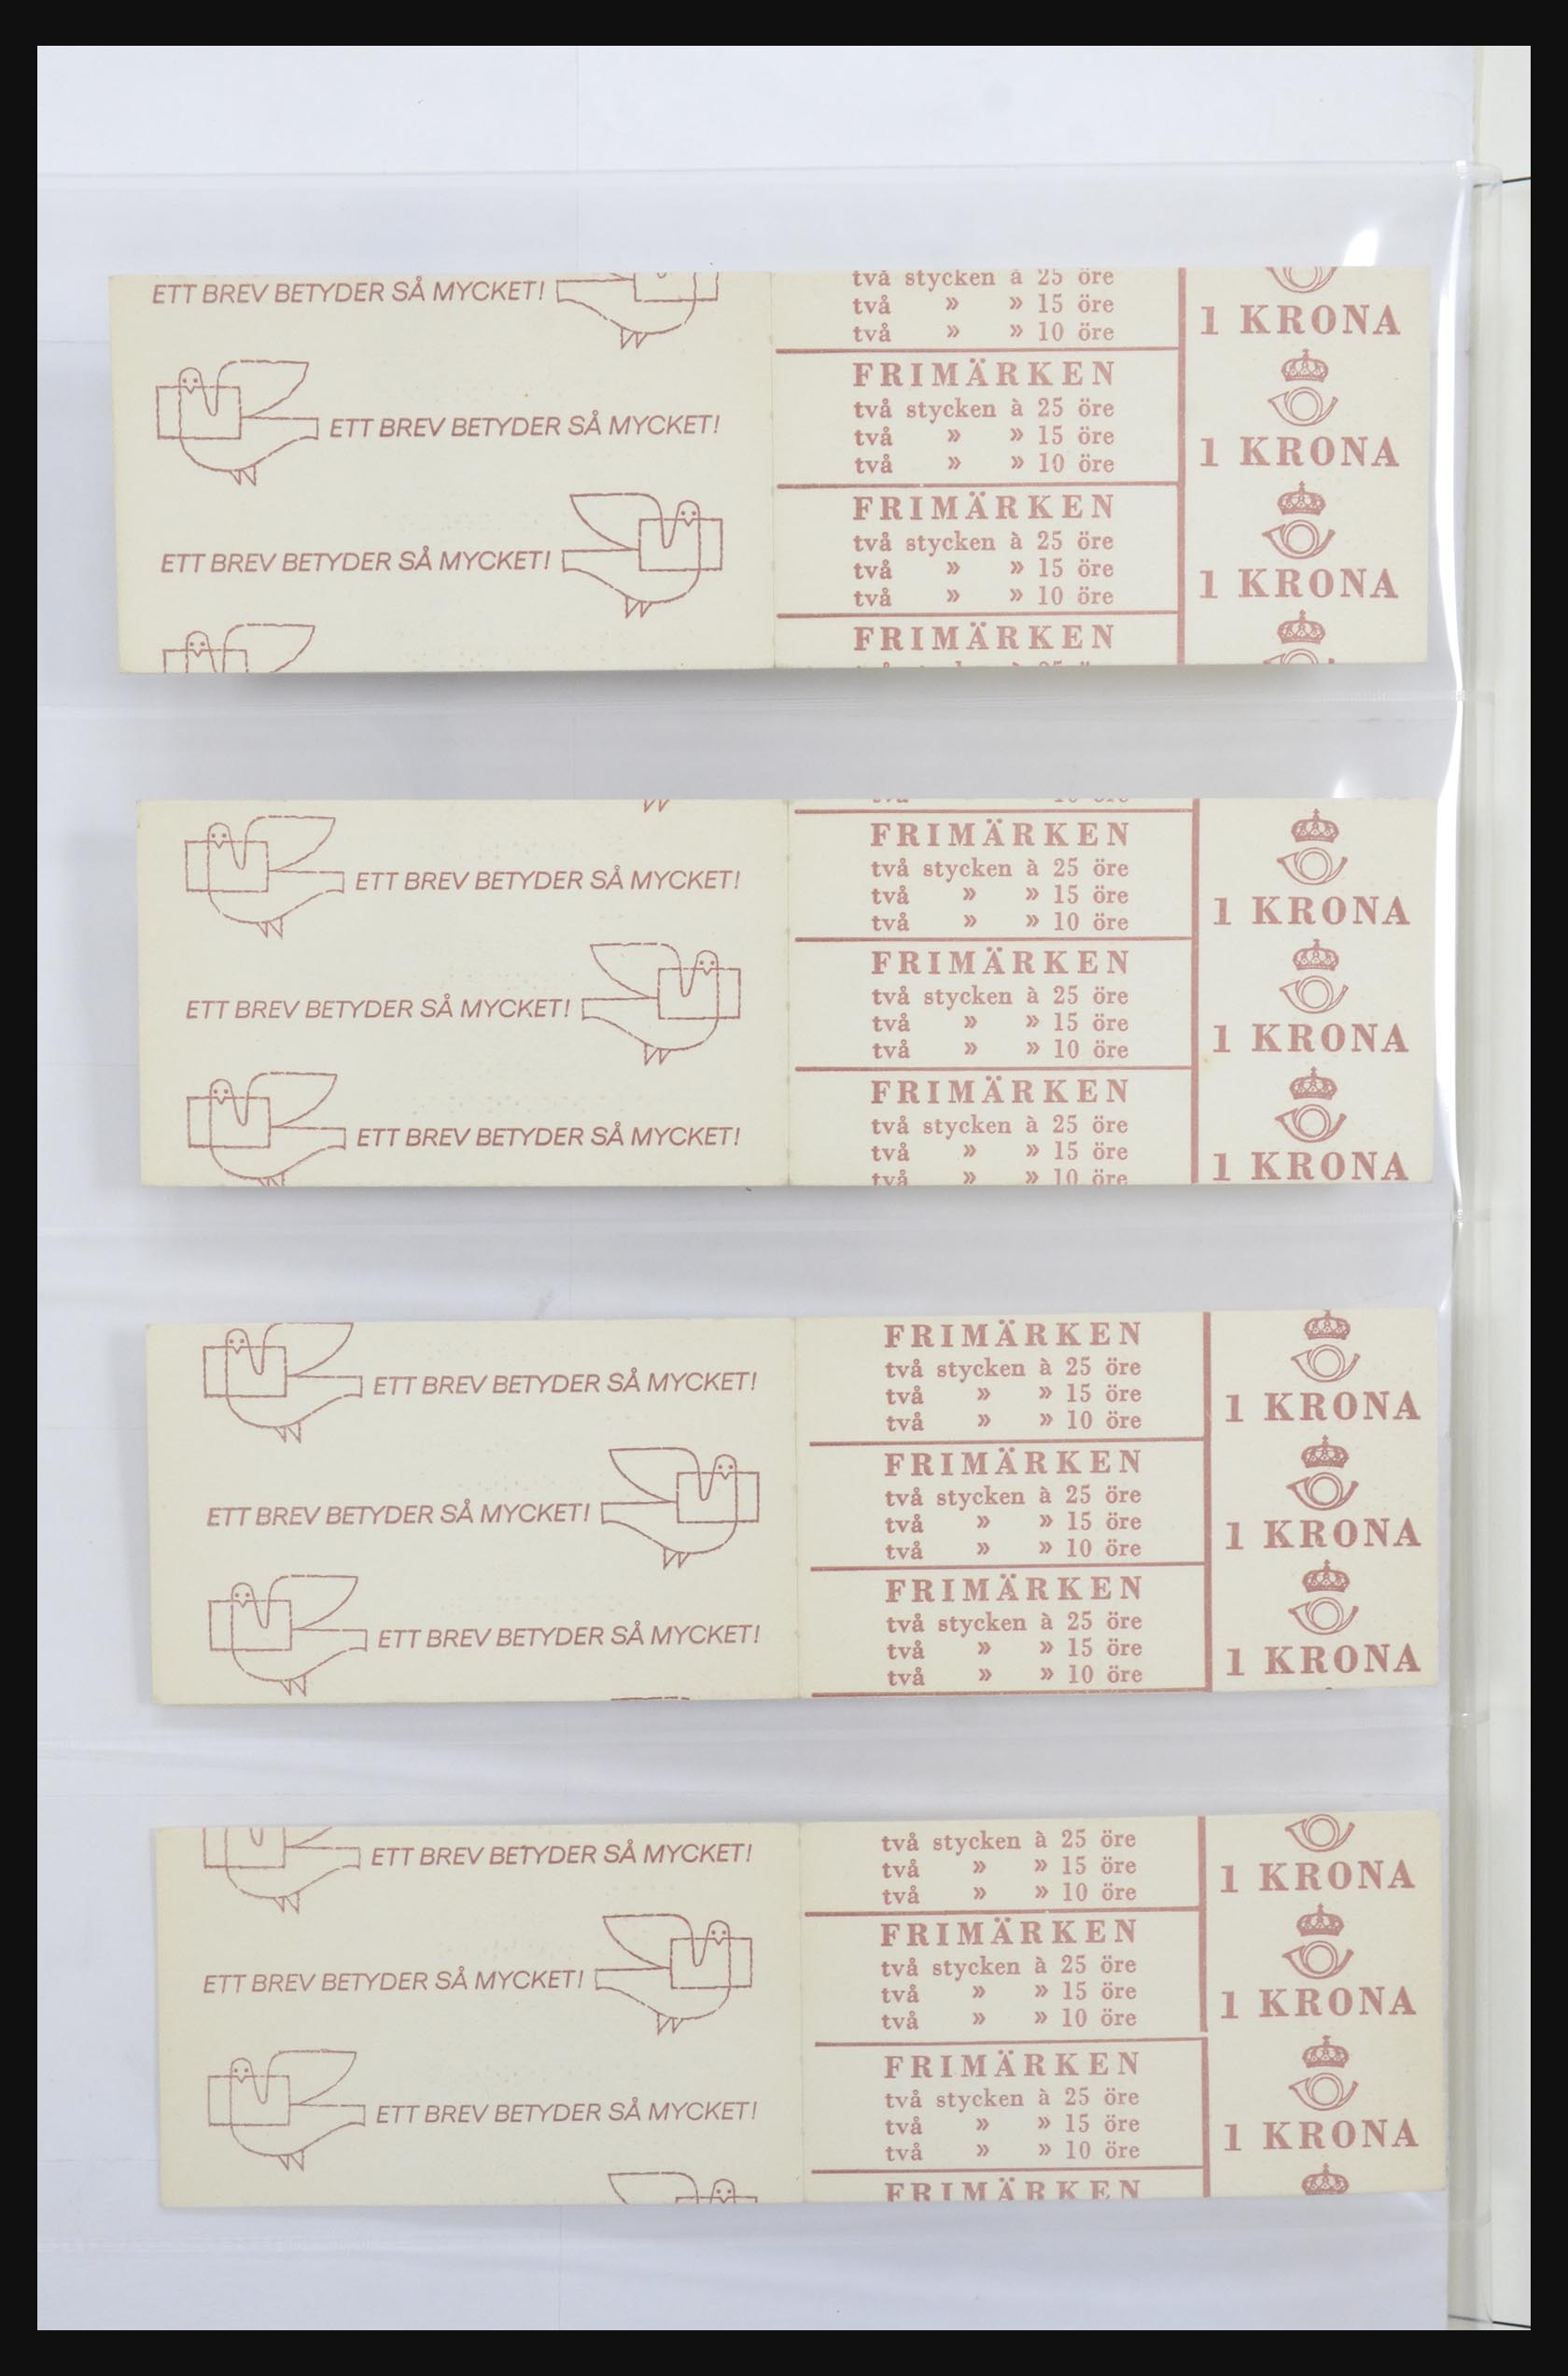 ETT BREV BETYDER SÅ MYCKET!
ETT BREV BETYDER SÅ MYCKET!
ETT BREV BETYDER SÅ MYCKET!
två stycken à 25 öre
två » » 15 öre
två » » 10 öre
FRIMÄRKEN
två stycken à 25 öre
två » » 15 öre
två » » 10 öre
FRIMÄRKEN
två stycken à 25 öre
två » » 15 öre
två » » 10 öre
FRIMÄRKEN
1 KRONA
1 KRONA
1 KRONA
ETT BREV BETYDER SÅ MYCKET!
ETT BREV BETYDER SÅ MYCKET!
ETT BREV BETYDER SÅ MYCKET!
FRIMÄRKEN
två stycken à 25 öre
två » » 15 öre
två » » 10 öre
FRIMÄRKEN
två stycken à 25 öre
två » » 15 öre
två » » 10 öre
FRIMÄRKEN
två stycken à 25 öre
två » » 15 öre
två » » 10 öre
1 KRONA
1 KRONA
1 KRONA
ETT BREV BETYDER SÅ MYCKET!
ETT BREV BETYDER SÅ MYCKET!
ETT BREV BETYDER SÅ MYCKET!
FRIMÄRKEN
två stycken à 25 öre
två » » 15 öre
två » » 10 öre
FRIMÄRKEN
två stycken à 25 öre
två » » 15 öre
två » » 10 öre
FRIMÄRKEN
två stycken à 25 öre
två » » 15 öre
två » » 10 öre
1 KRONA
1 KRONA
1 KRONA
ETT BREV BETYDER SÅ MYCKET!
ETT BREV BETYDER SÅ MYCKET!
ETT BREV BETYDER SÅ MYCKET!
två stycken à 25 öre
två » » 15 öre
två » » 10 öre
FRIMÄRKEN
två stycken à 25 öre
två » » 15 öre
två » » 10 öre
FRIMÄRKEN
två stycken à 25 öre
två » » 15 öre
två » » 10 öre
FRIMÄRKEN
1 KRONA
1 KRONA
1 KRONA